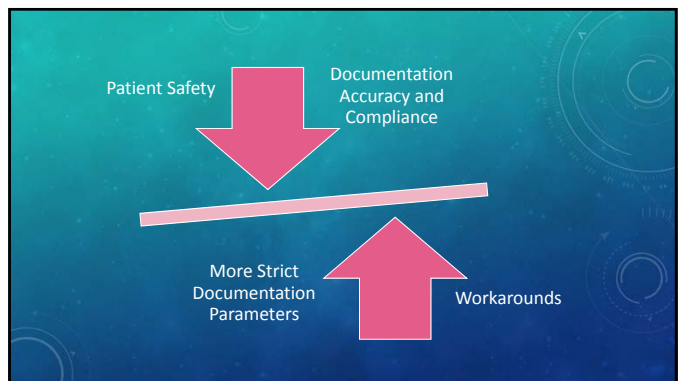 Patient Safety
Documentation
Accuracy and
Compliance
More Strict
Documentation
Parameters
Workarounds